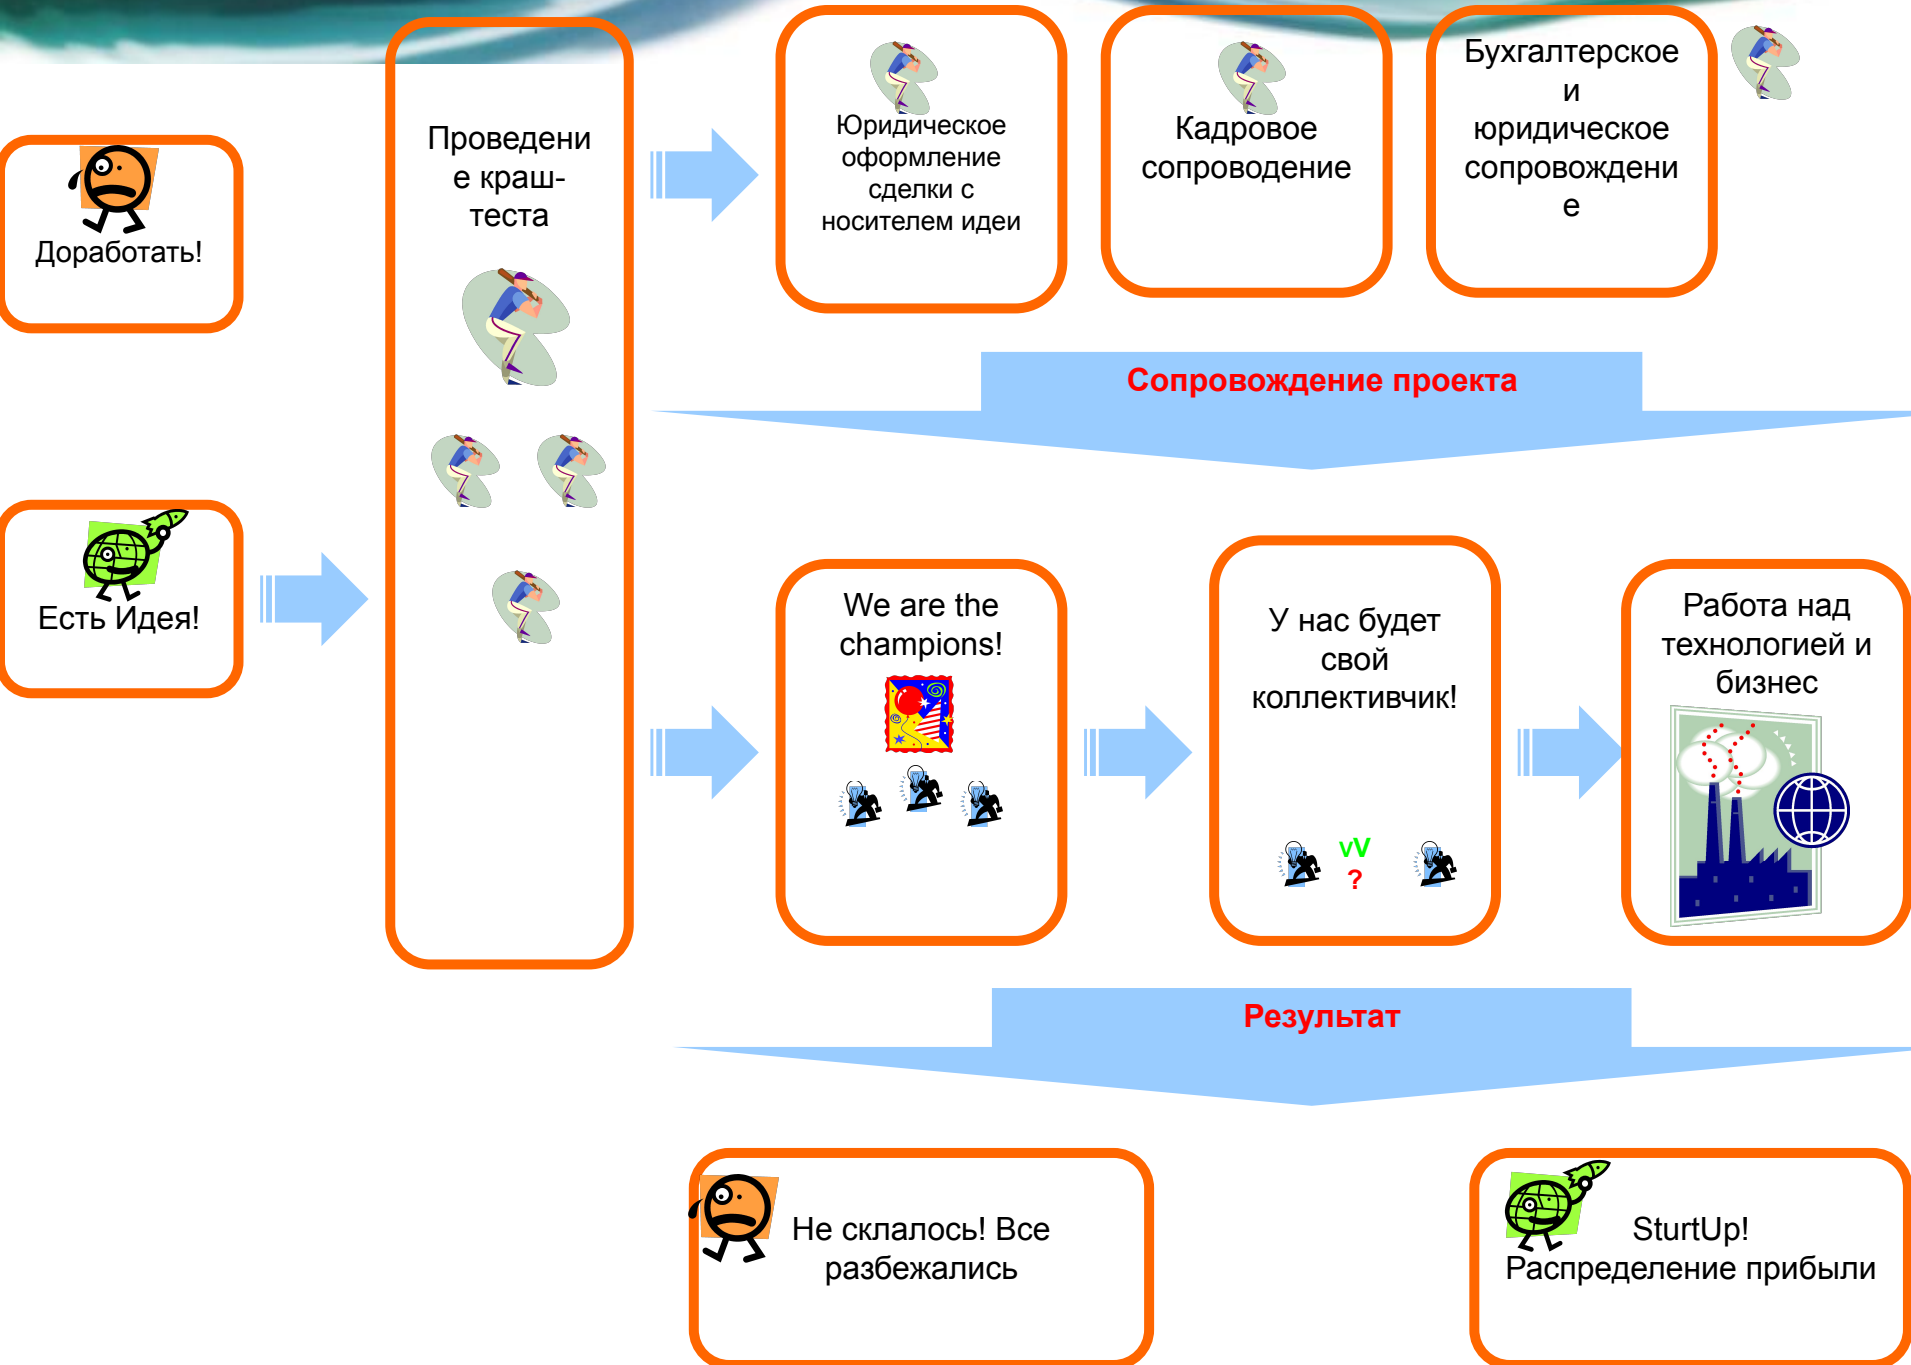 Доработать!
Есть Идея!
Проведени
е краш-
теста
Юридическое
оформление
сделки с
носителем идеи
Кадровое
сопроводение
Бухгалтерское
и
юридическое
сопровождени
е
Сопровождение проекта
We are the
champions!
У нас будет
свой
коллективчик!
vV
?
Работа над
технологией и
бизнес
Результат
Не склалось! Все
разбежались
SturtUp!
Распределение прибыли